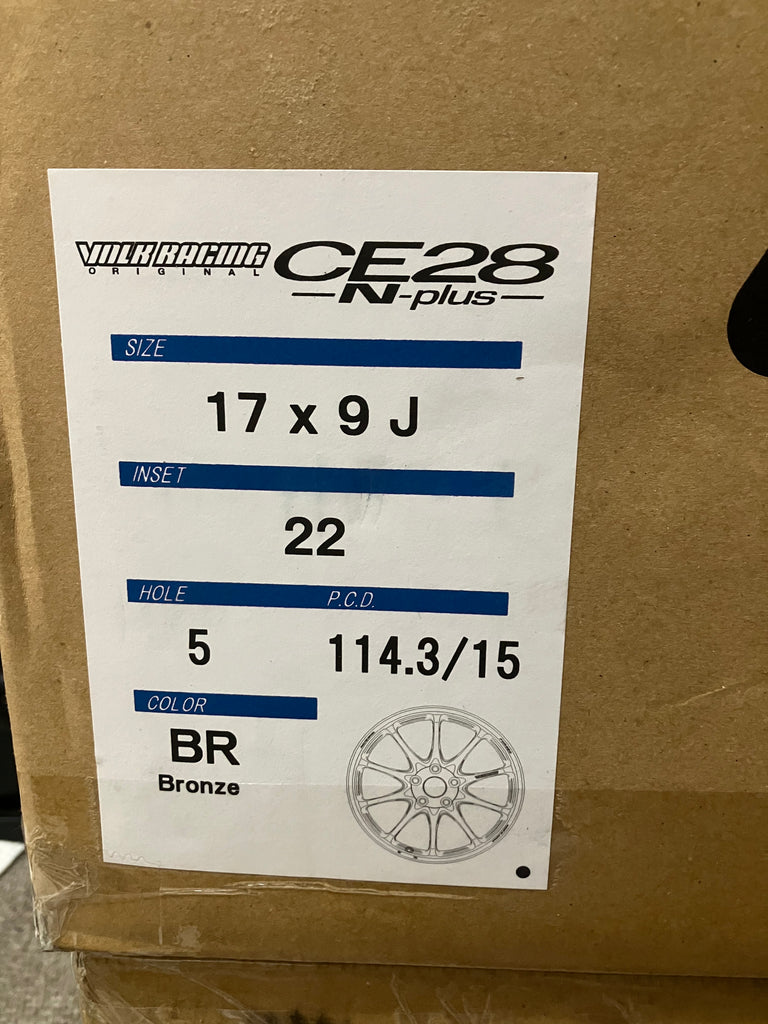 VOLK RACING CE28
ORIGINAL
N-plus
SIZE
17 x 9 J
INSET
22
HOLE P.C.D.
5 114.3/15
COLOR
BR
Bronze